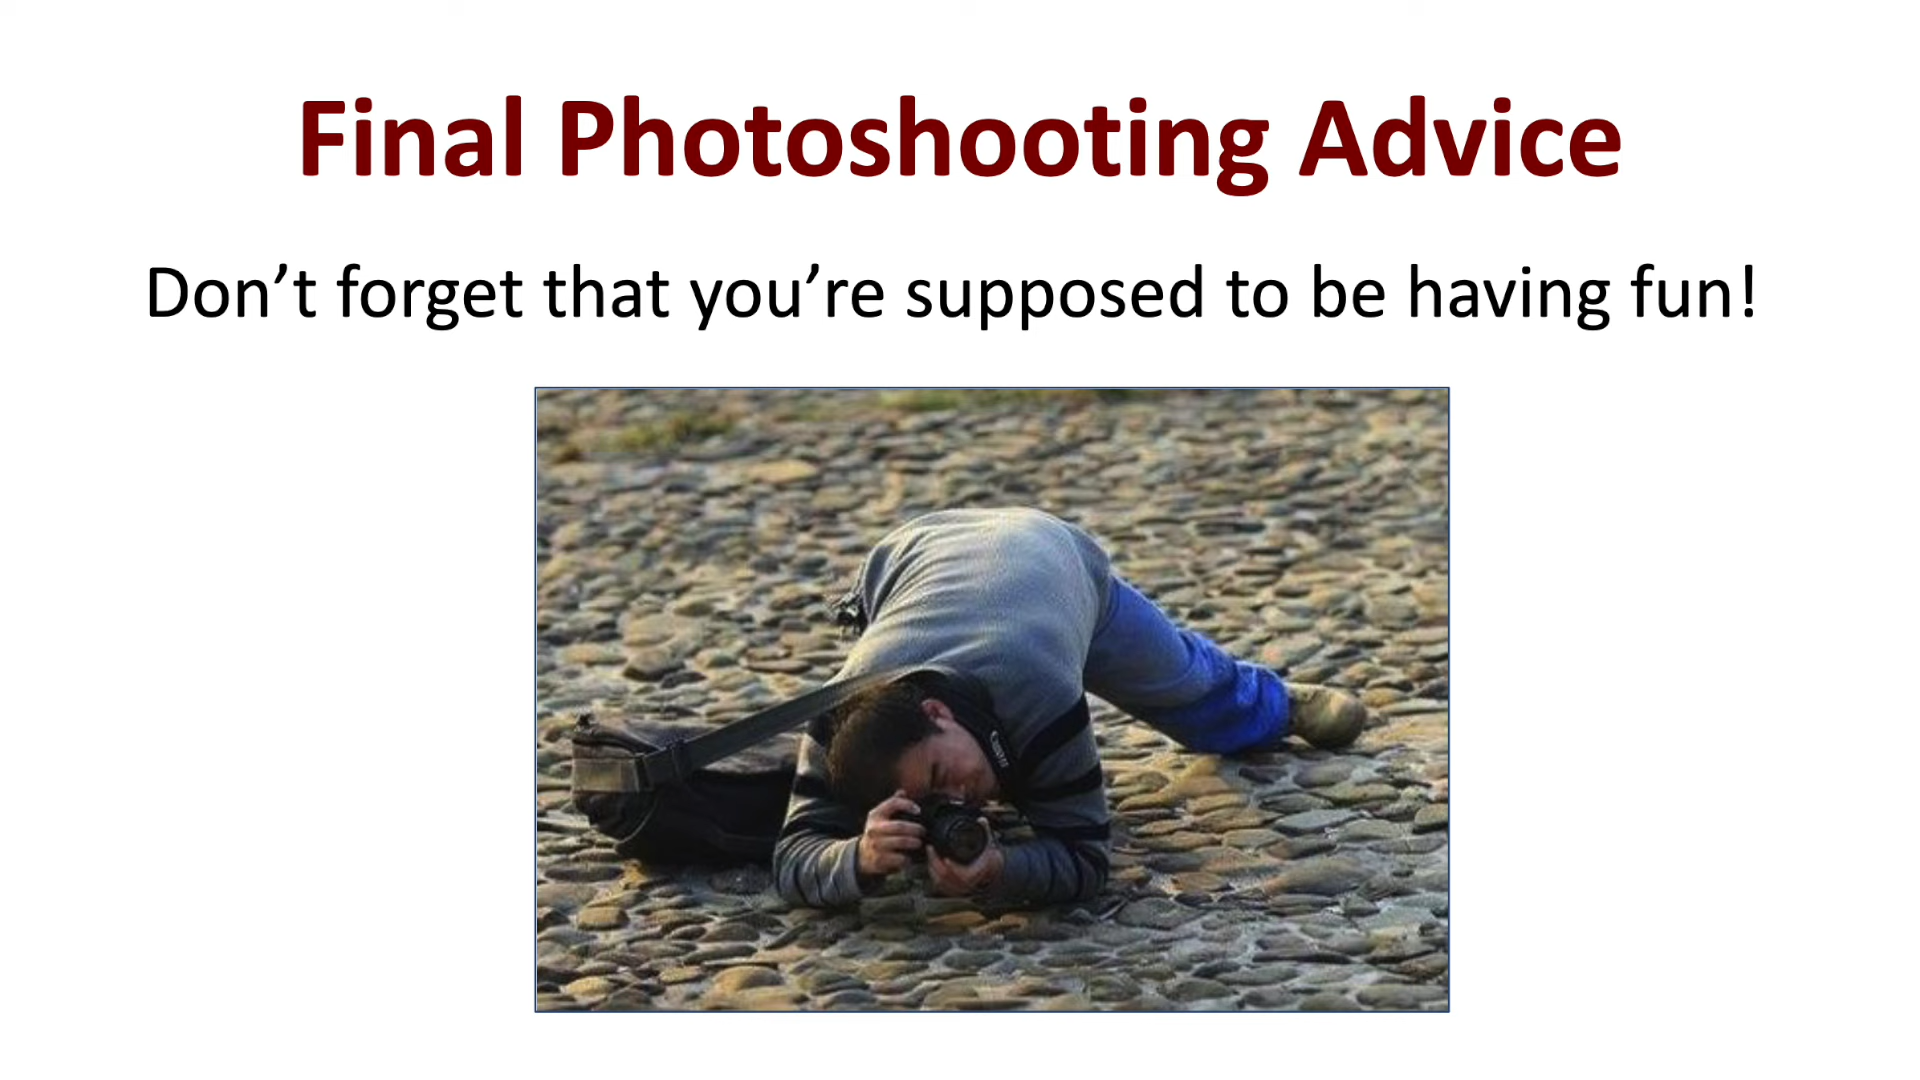 Final Photoshooting Advice
Don’t forget that you’re supposed to be having fun!